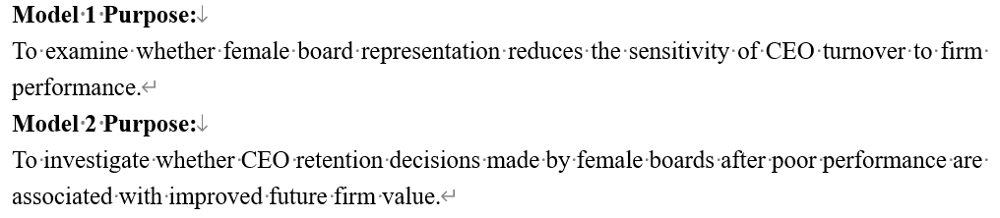 Model 1 Purpose:
To examine whether female board representation reduces the sensitivity of CEO turnover to firm
performance.
Model 2 Purpose:
To investigate whether CEO retention decisions made by female boards after poor performance are
associated with improved future firm value.